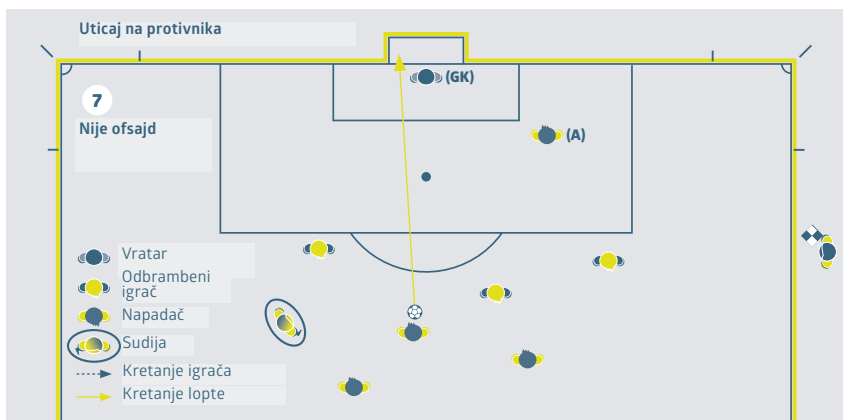 Uticaj na protivnika
(GK)
7
Nije ofsajd
(A)
Vratar
Odbrambeni
igrač
Napadač
Sudija
Kretanje igrača
Kretanje lopte